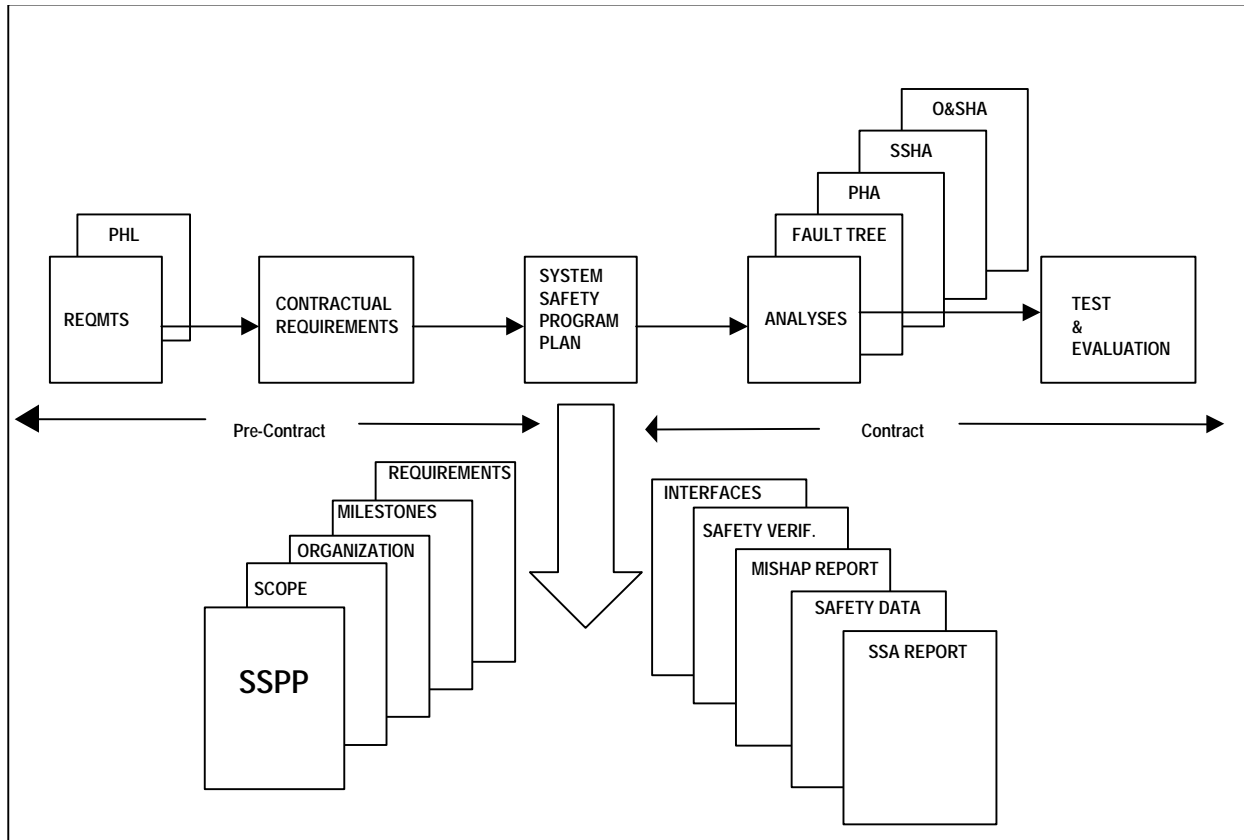 O&SHA
SSHA
PHA
PHL
FAULT TREE
REQMTS
CONTRACTUAL
REQUIREMENTS
SYSTEM
SAFETY
PROGRAM
PLAN
ANALYSES
TEST
&
EVALUATION
Pre-Contract
Contract
REQUIREMENTS
MILESTONES
ORGANIZATION
SCOPE
SSPP
INTERFACES
SAFETY VERIF.
MISHAP REPORT
SAFETY DATA
SSA REPORT